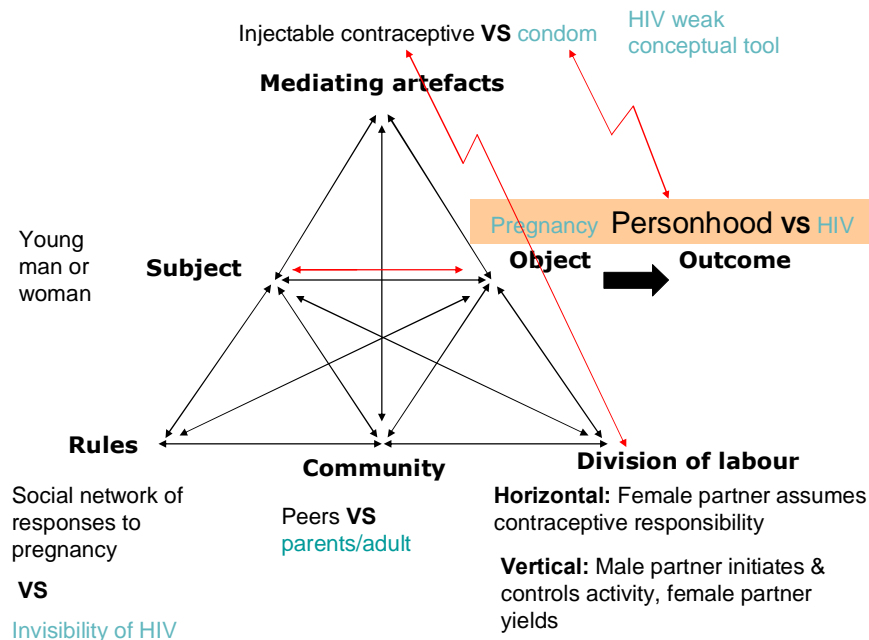 Injectable contraceptive VS condom
HIV weak
conceptual tool
Mediating artefacts
Pregnancy Personhood VS HIV
Young
man or
woman
Subject
Object
Outcome
Rules
Community
Division of labour
Social network of
responses to
pregnancy
VS
Invisibility of HIV
Peers VS
parents/adult
Horizontal: Female partner assumes
contraceptive responsibility
Vertical: Male partner initiates &
controls activity, female partner
yields